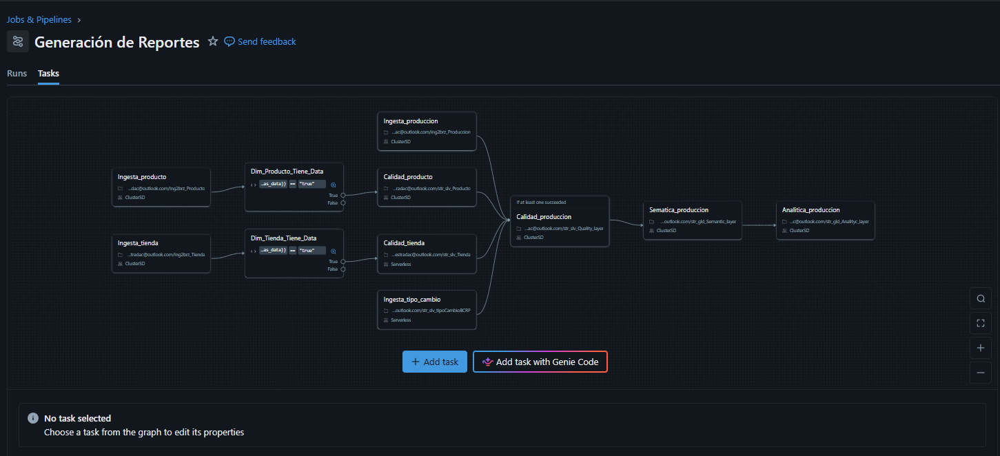 Jobs & Pipelines ›
Generación de Reportes
Send feedback
Runs Tasks
Ingesta_produccion
...ac@outlook.com/ing2brz_Produccion
ClusterSD
Ingesta_producto
...dac@outlook.com/ing2brz_Producto
ClusterSD
Dim_Producto_Tiene_Data
...as_data}} == "true"
True
False
Calidad_producto
...radac@outlook.com/str_slv_Producto
ClusterSD
If at least one succeeded
Calidad_produccion
...ac@outlook.com/str_slv_Quality_layer
ClusterSD
Sematica_produccion
...outlook.com/str_gld_Semantic_layer
ClusterSD
Analitica_produccion
...c@outlook.com/str_gld_Analityc_layer
ClusterSD
Ingesta_tienda
...tradac@outlook.com/ing2brz_Tienda
ClusterSD
Dim_Tienda_Tiene_Data
...as_data}} == "true"
True
False
Calidad_tienda
...estradac@outlook.com/str_slv_Tienda
Serverless
Ingesta_tipo_cambio
...outlook.com/str_slv_tipoCambioBCRP
Serverless
+ Add task
Add task with Genie Code
No task selected
Choose a task from the graph to edit its properties